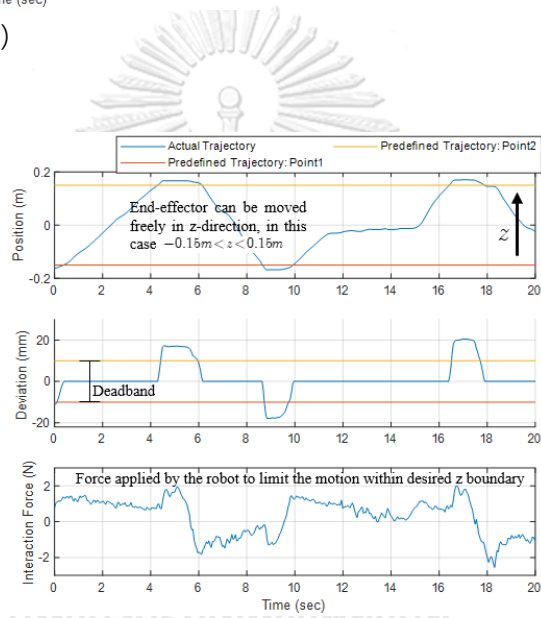 )
Actual Trajectory
Predefined Trajectory: Point2
Predefined Trajectory: Point1
0.2
0
-0.2
Position (m)
End-effector can be moved
freely in z-direction, in this
case −0.15m < z < 0.15m
z
0 2 4 6 8 10 12 14 16 18 20
20
0
-20
Deviation (mm)
Deadband
0 2 4 6 8 10 12 14 16 18 20
2
0
-2
Interaction Force (N)
Force applied by the robot to limit the motion within desired z boundary
0 2 4 6 8 10 12 14 16 18 20
Time (sec)